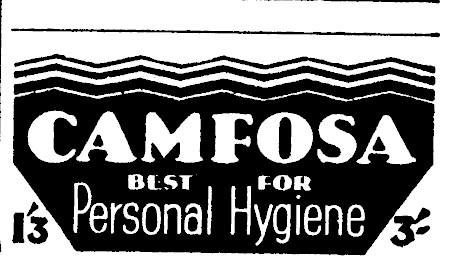 CAMFOSA
BEST FOR
Personal Hygiene
1'3 3'-